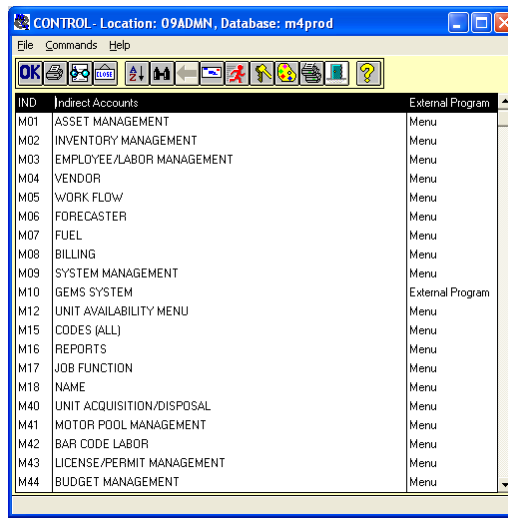 CONTROL - Location: 09ADMN, Database: m4prod
File Commands Help
OK CLOSE A Z ?
IND Indirect Accounts External Program
M01 ASSET MANAGEMENT Menu
M02 INVENTORY MANAGEMENT Menu
M03 EMPLOYEE/LABOR MANAGEMENT Menu
M04 VENDOR Menu
M05 WORK FLOW Menu
M06 FORECASTER Menu
M07 FUEL Menu
M08 BILLING Menu
M09 SYSTEM MANAGEMENT Menu
M10 GEMS SYSTEM External Program
M12 UNIT AVAILABILITY MENU Menu
M15 CODES (ALL) Menu
M16 REPORTS Menu
M17 JOB FUNCTION Menu
M18 NAME Menu
M40 UNIT ACQUISITION/DISPOSAL Menu
M41 MOTOR POOL MANAGEMENT Menu
M42 BAR CODE LABOR Menu
M43 LICENSE/PERMIT MANAGEMENT Menu
M44 BUDGET MANAGEMENT Menu